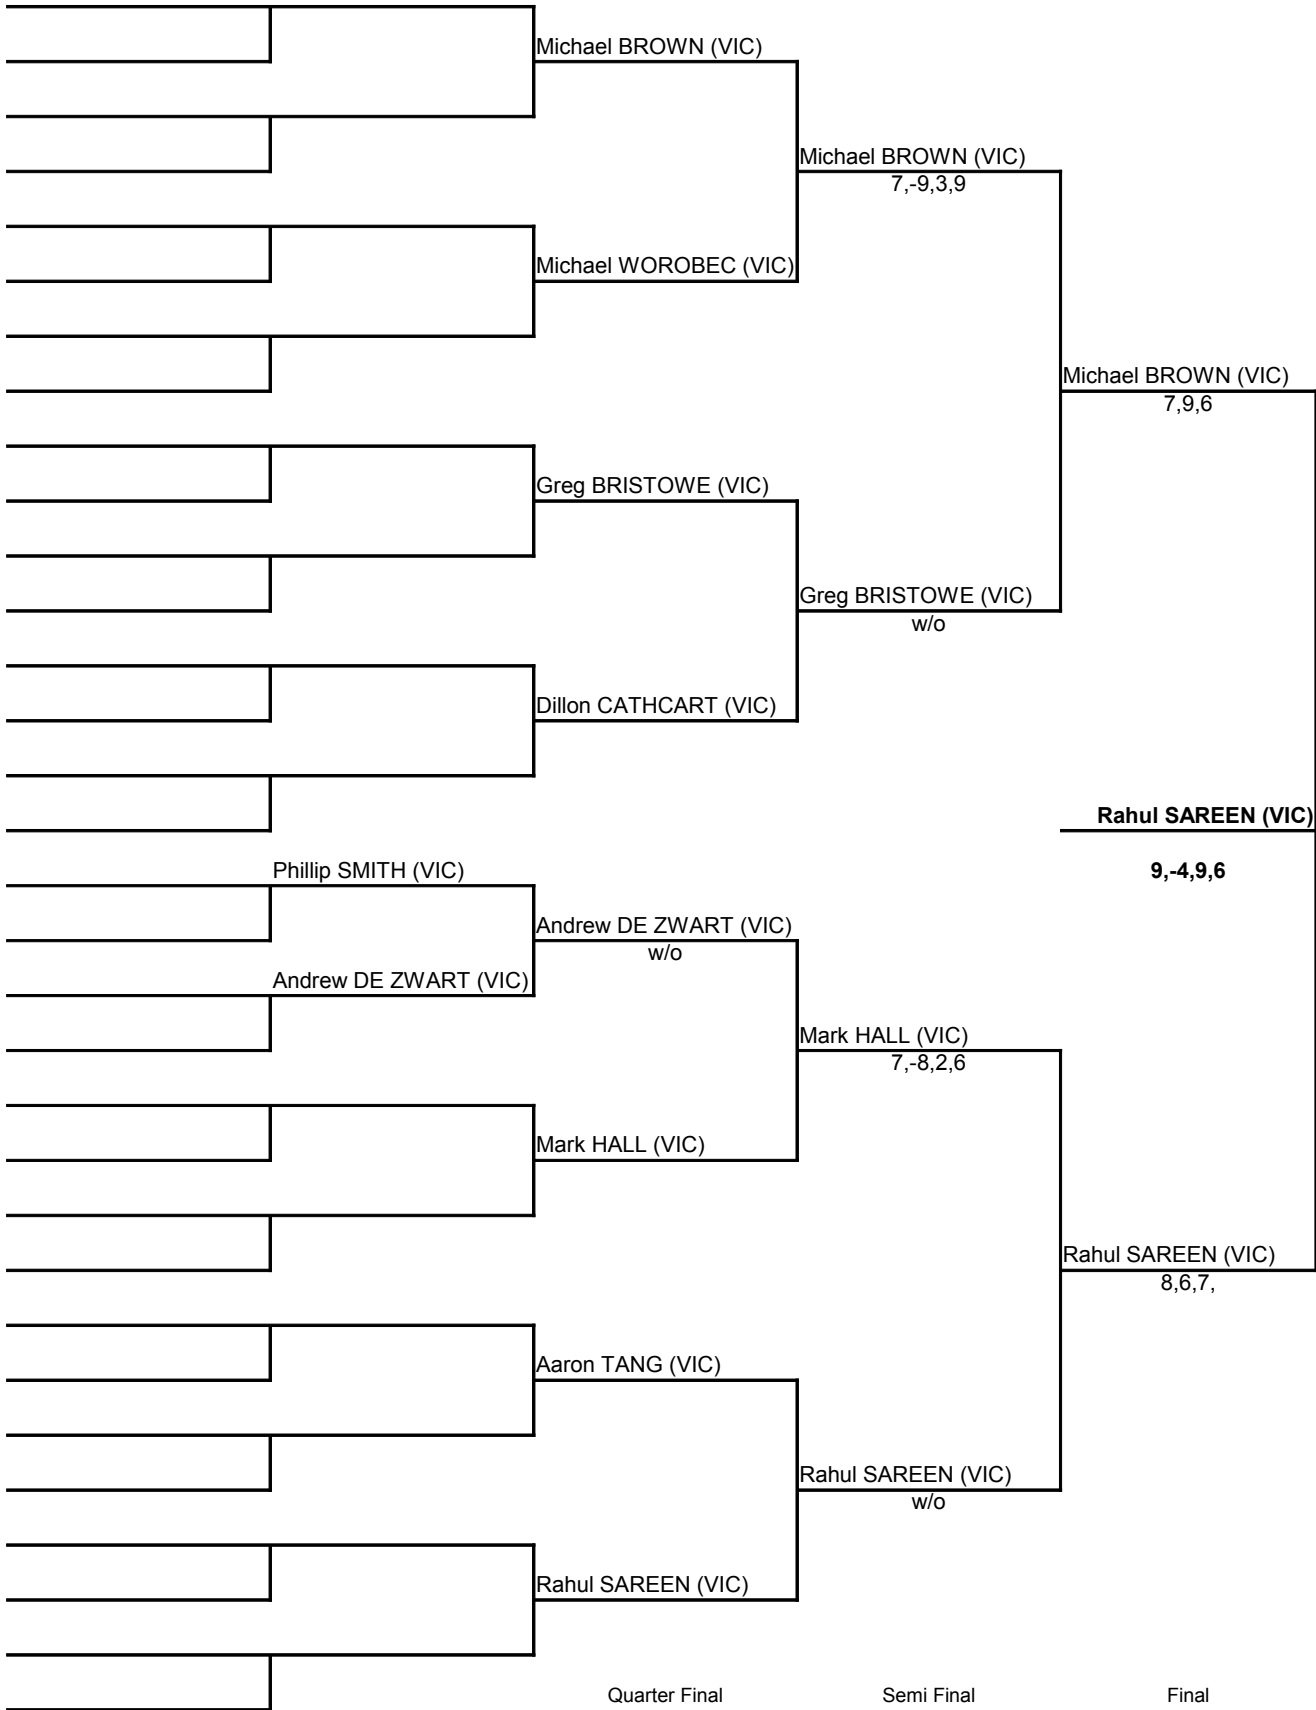 Michael BROWN (VIC)
Michael BROWN (VIC)
7,-9,3,9
Michael WOROBEC (VIC)
Michael BROWN (VIC)
7,9,6
Greg BRISTOWE (VIC)
Greg BRISTOWE (VIC)
w/o
Dillon CATHCART (VIC)
Rahul SAREEN (VIC)
Phillip SMITH (VIC)
9,-4,9,6
Andrew DE ZWART (VIC)
w/o
Andrew DE ZWART (VIC)
Mark HALL (VIC)
7,-8,2,6
Mark HALL (VIC)
Rahul SAREEN (VIC)
8,6,7,
Aaron TANG (VIC)
Rahul SAREEN (VIC)
w/o
Rahul SAREEN (VIC)
Quarter Final Semi Final Final